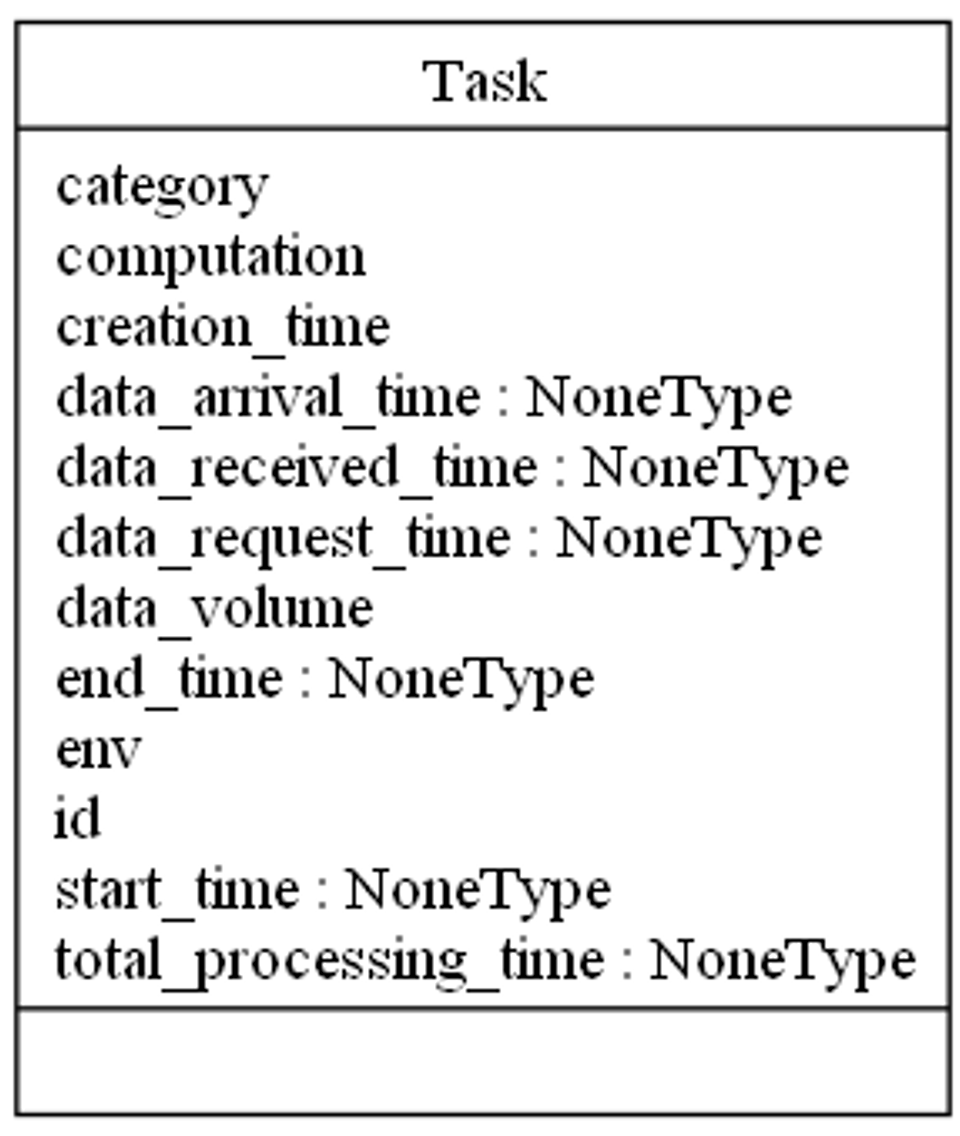 Task
category
computation
creation_time
data_arrival_time : NoneType
data_received_time : NoneType
data_request_time : NoneType
data_volume
end_time : NoneType
env
id
start_time : NoneType
total_processing_time : NoneType